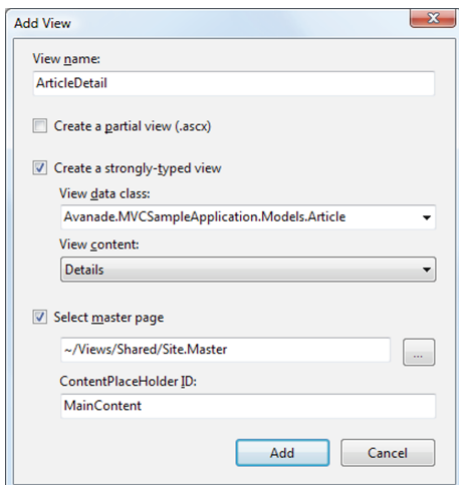 Add View
View name:
ArticleDetail
Create a partial view (.ascx)
Create a strongly-typed view
View data class:
Avanade.MVCSampleApplication.Models.Article
View content:
Details
Select master page
~/Views/Shared/Site.Master
...
ContentPlaceHolder ID:
MainContent
Add Cancel